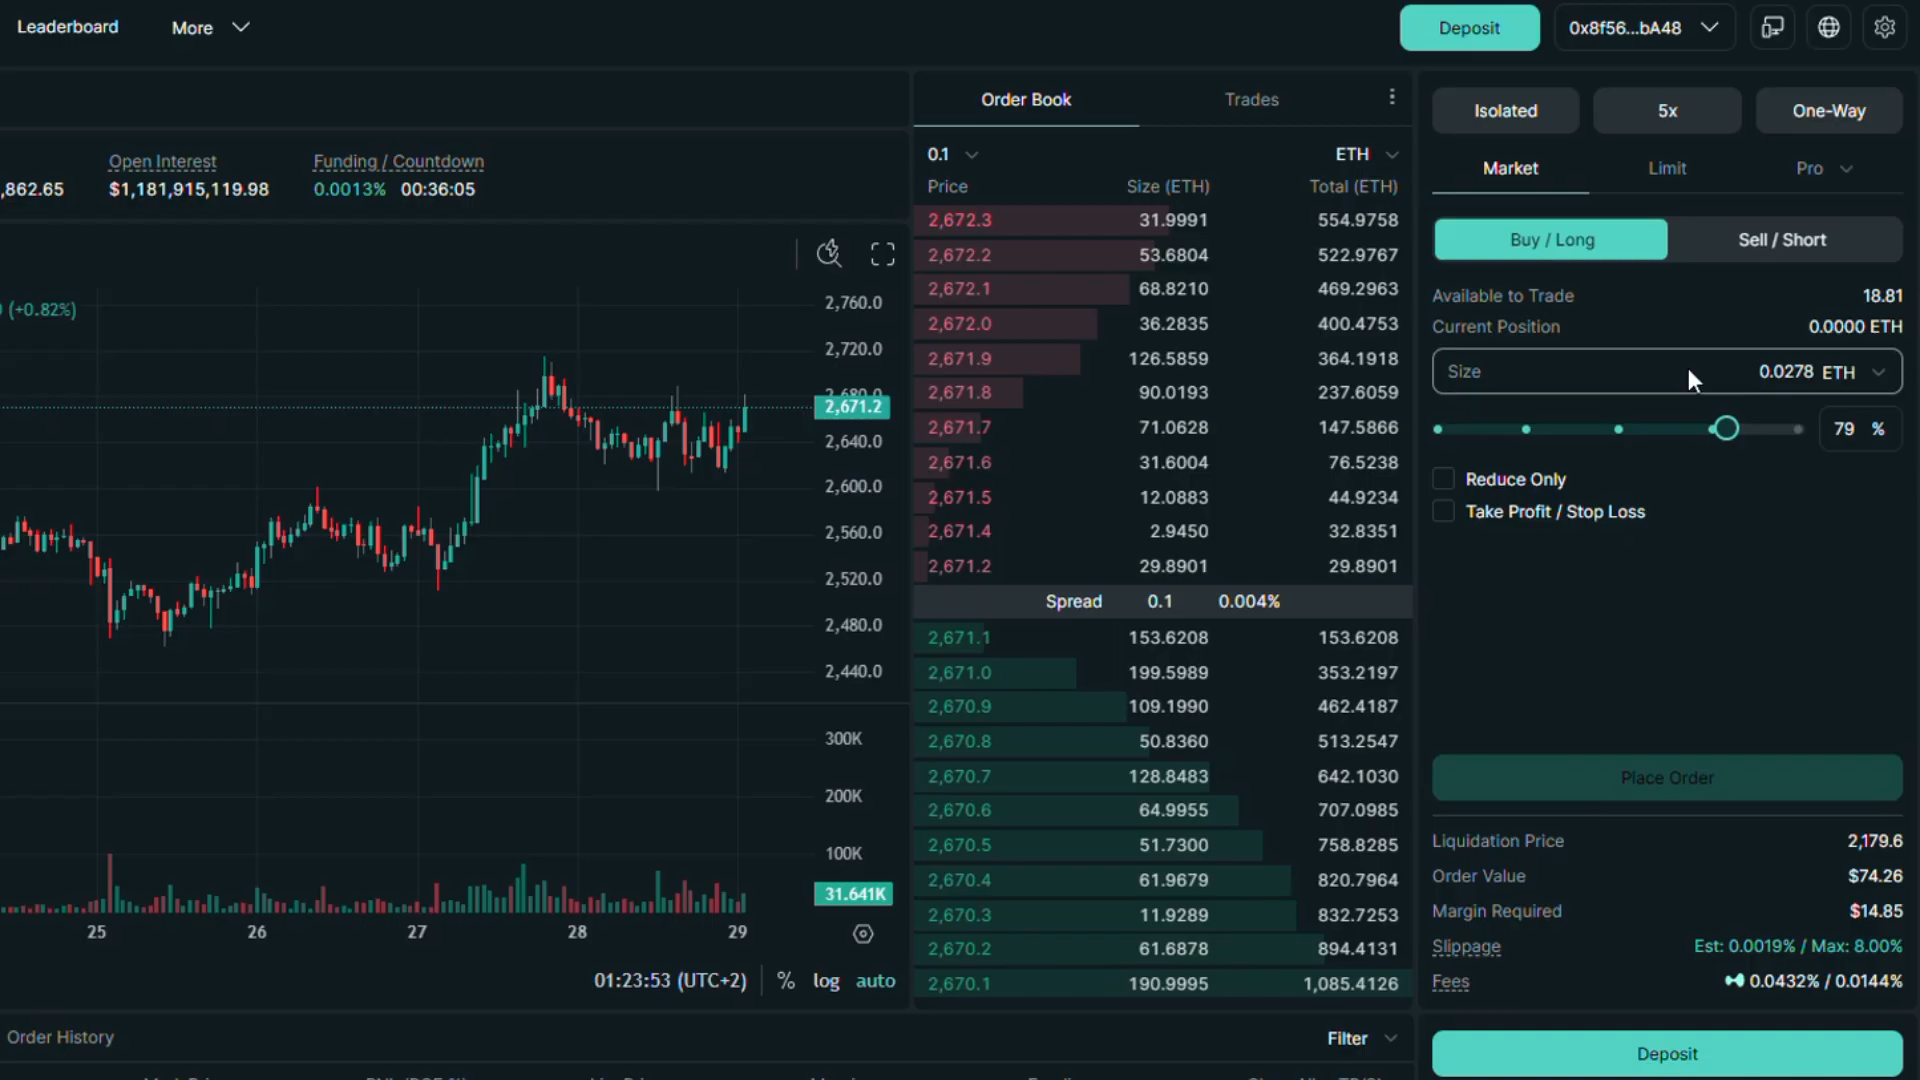 Leaderboard More Deposit 0x8f56...bA48
Order Book Trades Isolated 5x One-Way
Open Interest Funding / Countdown 0.1 ETH Market Limit Pro
,862.65 $1,181,915,119.98 0.0013% 00:36:05 Price Size (ETH) Total (ETH)
2,672.3 31.9991 554.9758
2,672.2 53.6804 522.9767 Buy / Long Sell / Short
2,672.1 68.8210 469.2963 Available to Trade 18.81
2,672.0 36.2835 400.4753 Current Position 0.0000 ETH
2,671.9 126.5859 364.1918 Size 0.0278 ETH
2,671.8 90.0193 237.6059
2,671.7 71.0628 147.5866 79 %
2,671.6 31.6004 76.5238 Reduce Only
2,671.5 12.0883 44.9234 Take Profit / Stop Loss
2,671.4 2.9450 32.8351
2,671.2 29.8901 29.8901
Spread 0.1 0.004%
2,671.1 153.6208 153.6208
2,671.0 199.5989 353.2197
2,670.9 109.1990 462.4187
2,670.8 50.8360 513.2547
2,670.7 128.8483 642.1030 Place Order
2,670.6 64.9955 707.0985
2,670.5 51.7300 758.8285 Liquidation Price 2,179.6
2,670.4 61.9679 820.7964 Order Value $74.26
2,670.3 11.9289 832.7253 Margin Required $14.85
2,670.2 61.6878 894.4131 Slippage Est: 0.0019% / Max: 8.00%
2,670.1 190.9995 1,085.4126 Fees 0.0432% / 0.0144%
(+0.82%)
2,760.0
2,720.0
2,680.0
2,671.2
2,640.0
2,600.0
2,560.0
2,520.0
2,480.0
2,440.0
300K
200K
100K
31.641K
25 26 27 28 29
01:23:53 (UTC+2) % log auto
Order History Filter Deposit